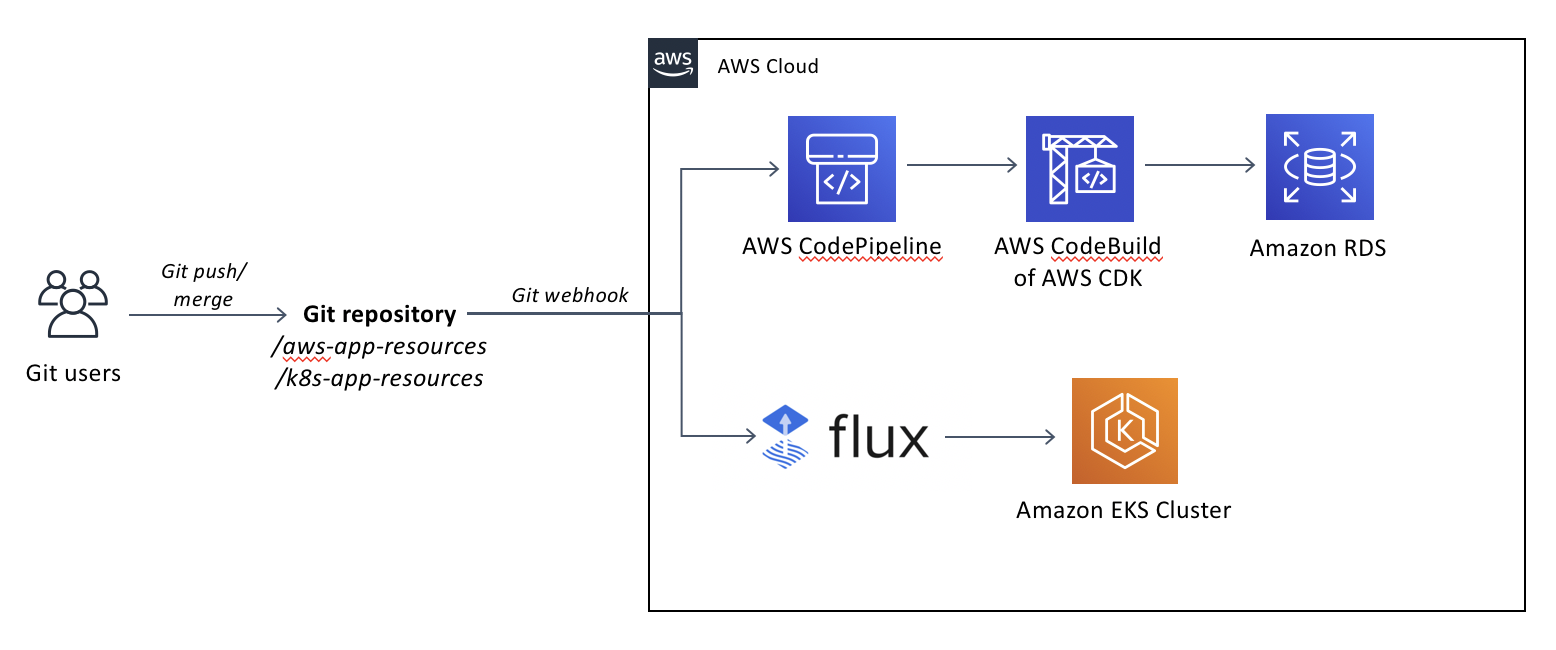 aws
AWS Cloud
</>
</>
AWS CodePipeline
AWS CodeBuild
of AWS CDK
Amazon RDS
Git push/
merge
Git webhook
Git users
Git repository
/aws-app-resources
/k8s-app-resources
flux
K
Amazon EKS Cluster